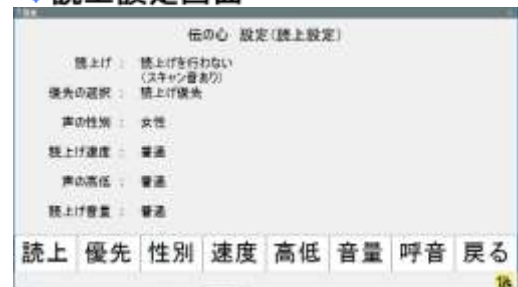 読上設定画面
伝の心 設定(読上設定)
読上げ : 読上げを行わない
(スキャン音あり)
優先の選択 : 読上げ優先
声の性別 : 女性
読上げ速度 : 普通
声の高低 : 普通
読上げ音量 : 普通
読上 優先 性別 速度 高低 音量 呼音 戻る